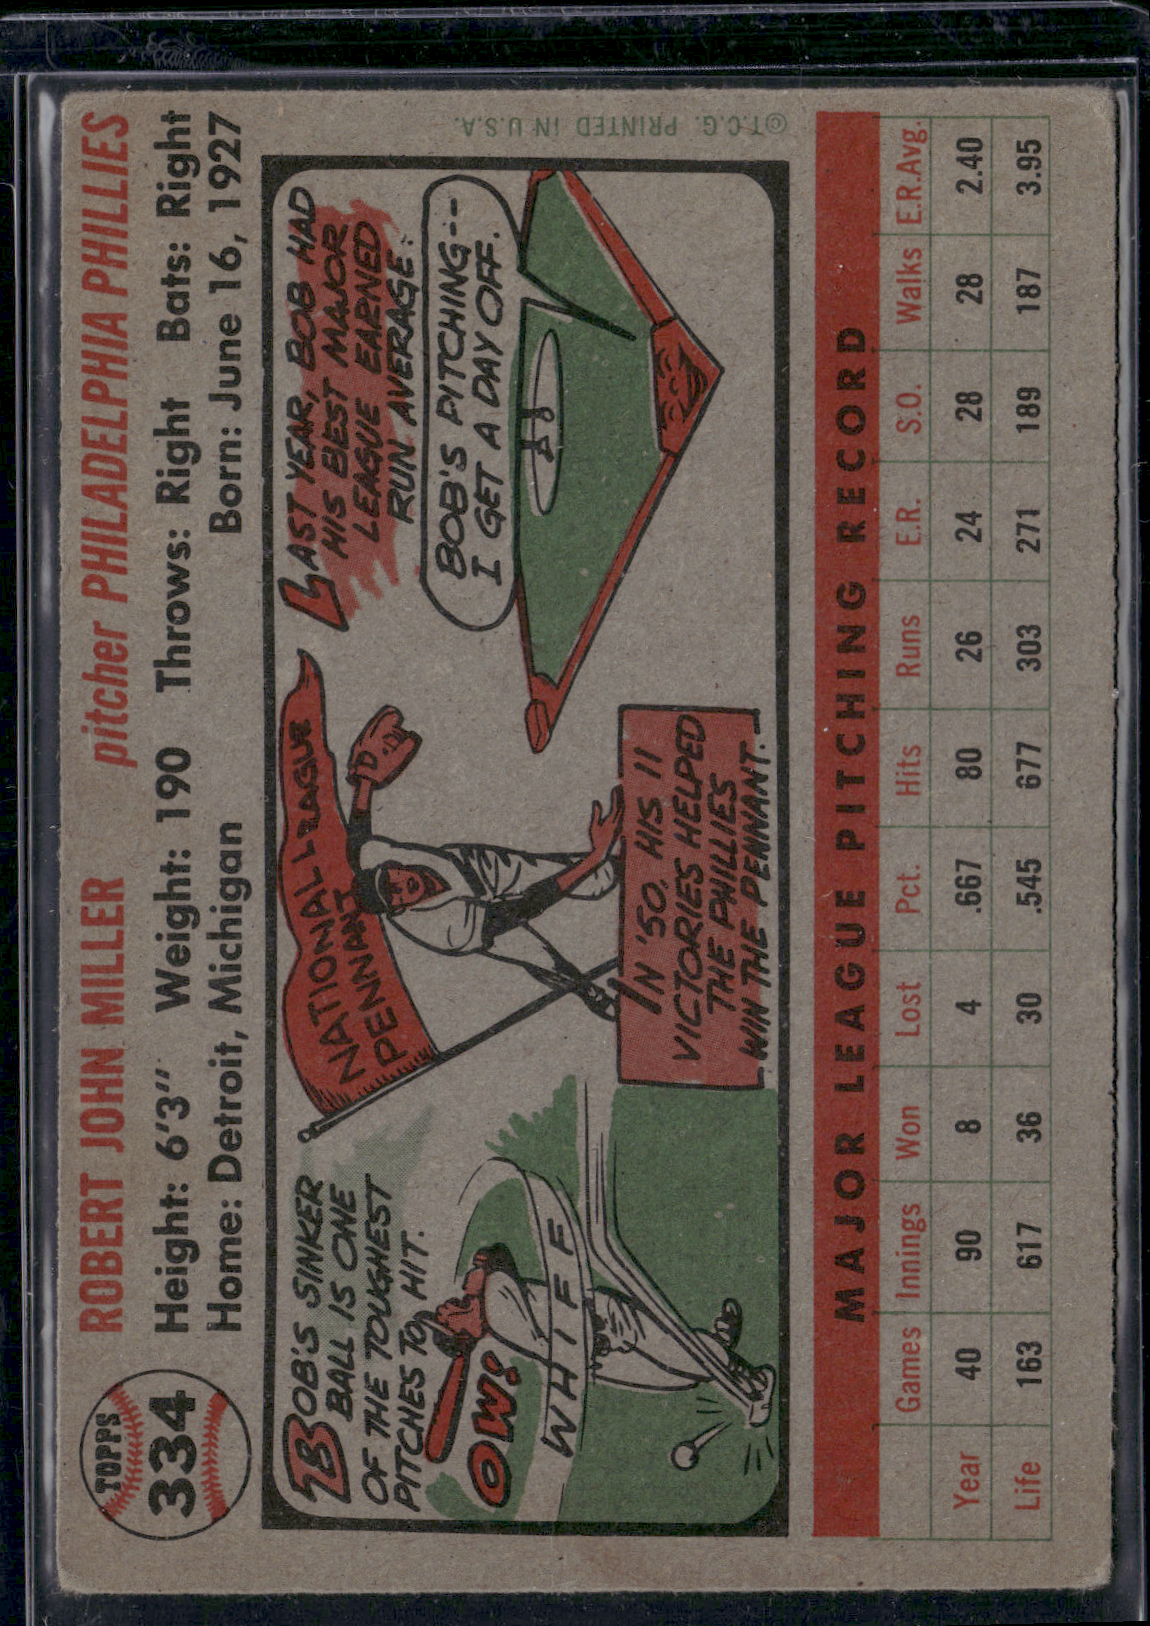 TOPPS
334
ROBERT JOHN MILLER pitcher PHILADELPHIA PHILLIES
Height: 6'3" Weight: 190 Throws: Right Bats: Right
Home: Detroit, Michigan Born: June 16, 1927
BOB'S SINKER
BALL IS ONE
OF THE TOUGHEST
PITCHES TO HIT.
OW!
WHIFF
NATIONAL LEAGUE
PENNANT
IN '50, HIS 11
VICTORIES HELPED
THE PHILLIES
WIN THE PENNANT.
LAST YEAR, BOB HAD
HIS BEST MAJOR
LEAGUE EARNED
RUN AVERAGE.
BOB'S PITCHING--
I GET A DAY OFF.
©T.C.G. PRINTED IN U.S.A.
MAJOR LEAGUE PITCHING RECORD
Games Innings Won Lost Pct. Hits Runs E.R. S.O. Walks E.R.Avg.
Year 40 90 8 4 .667 80 26 24 28 28 2.40
Life 163 617 36 30 .545 677 303 271 189 187 3.95